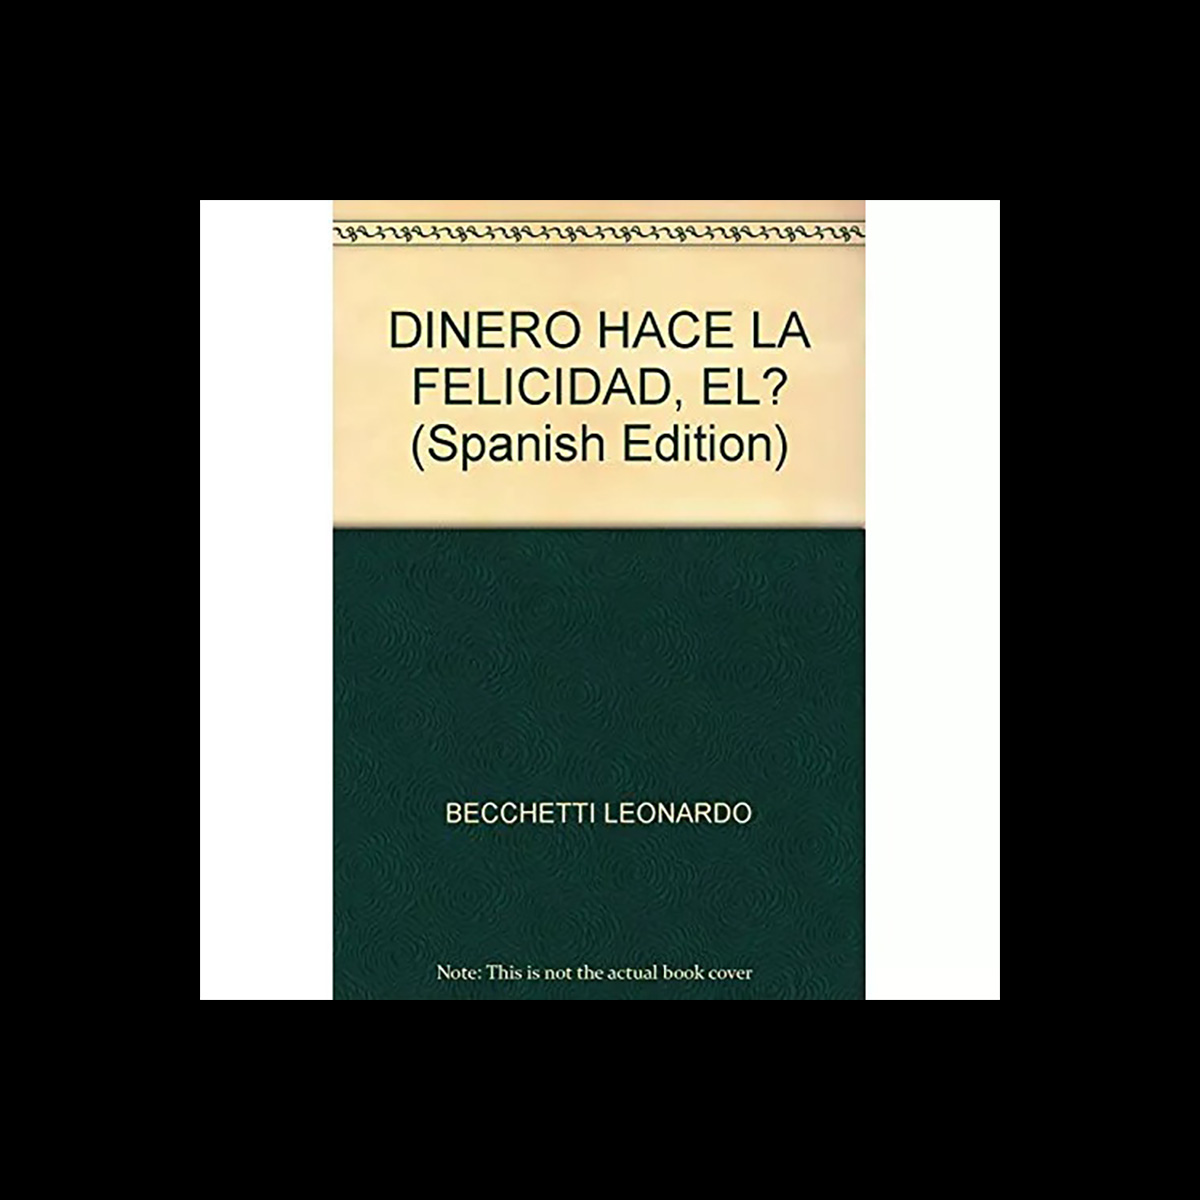 DINERO HACE LA
FELICIDAD, EL?
(Spanish Edition)
BECCHETTI LEONARDO
Note: This is not the actual book cover